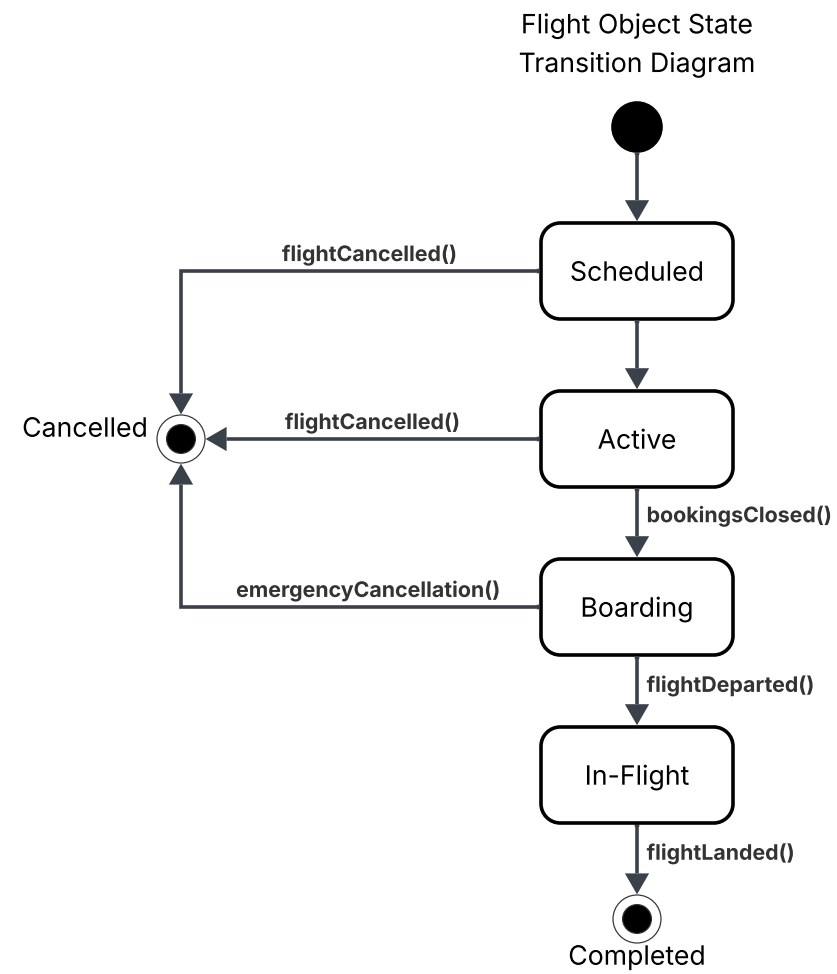 Flight Object State
Transition Diagram
flightCancelled()
Scheduled
Cancelled
flightCancelled()
Active
bookingsClosed()
emergencyCancellation()
Boarding
flightDeparted()
In-Flight
flightLanded()
Completed